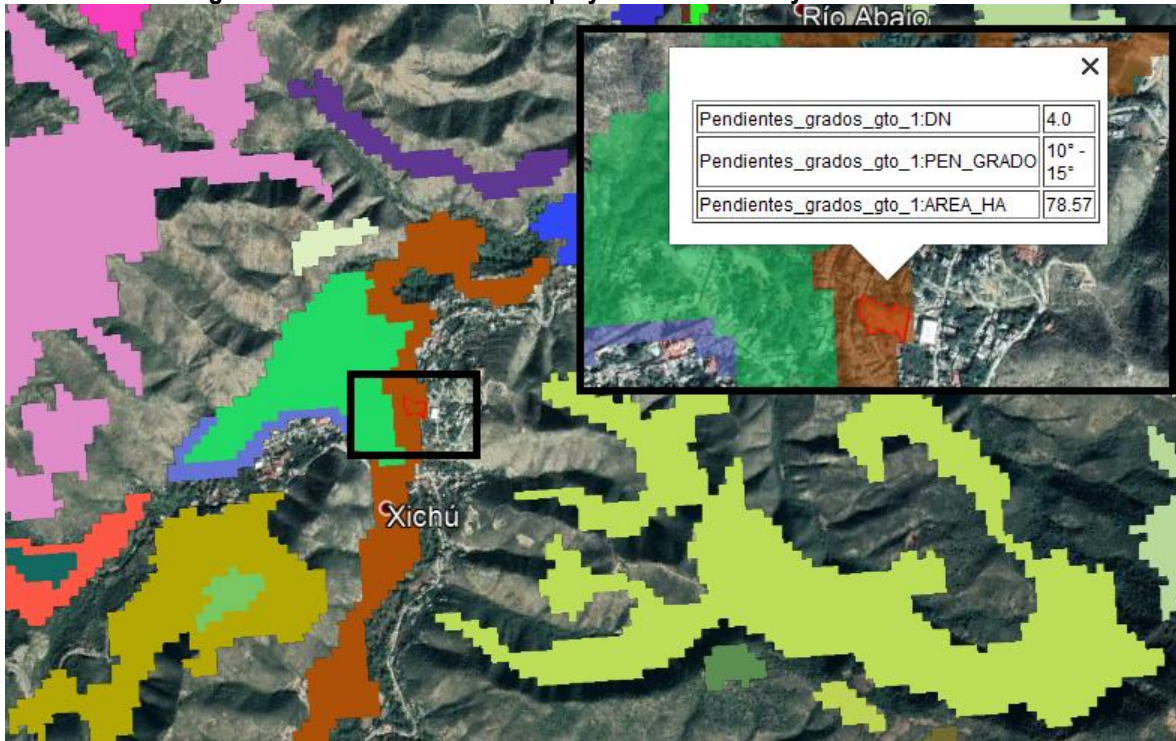 Río Abajo
×
Pendientes_grados_gto_1:DN 4.0
Pendientes_grados_gto_1:PEN_GRADO 10° - 15°
Pendientes_grados_gto_1:AREA_HA 78.57
Xichú